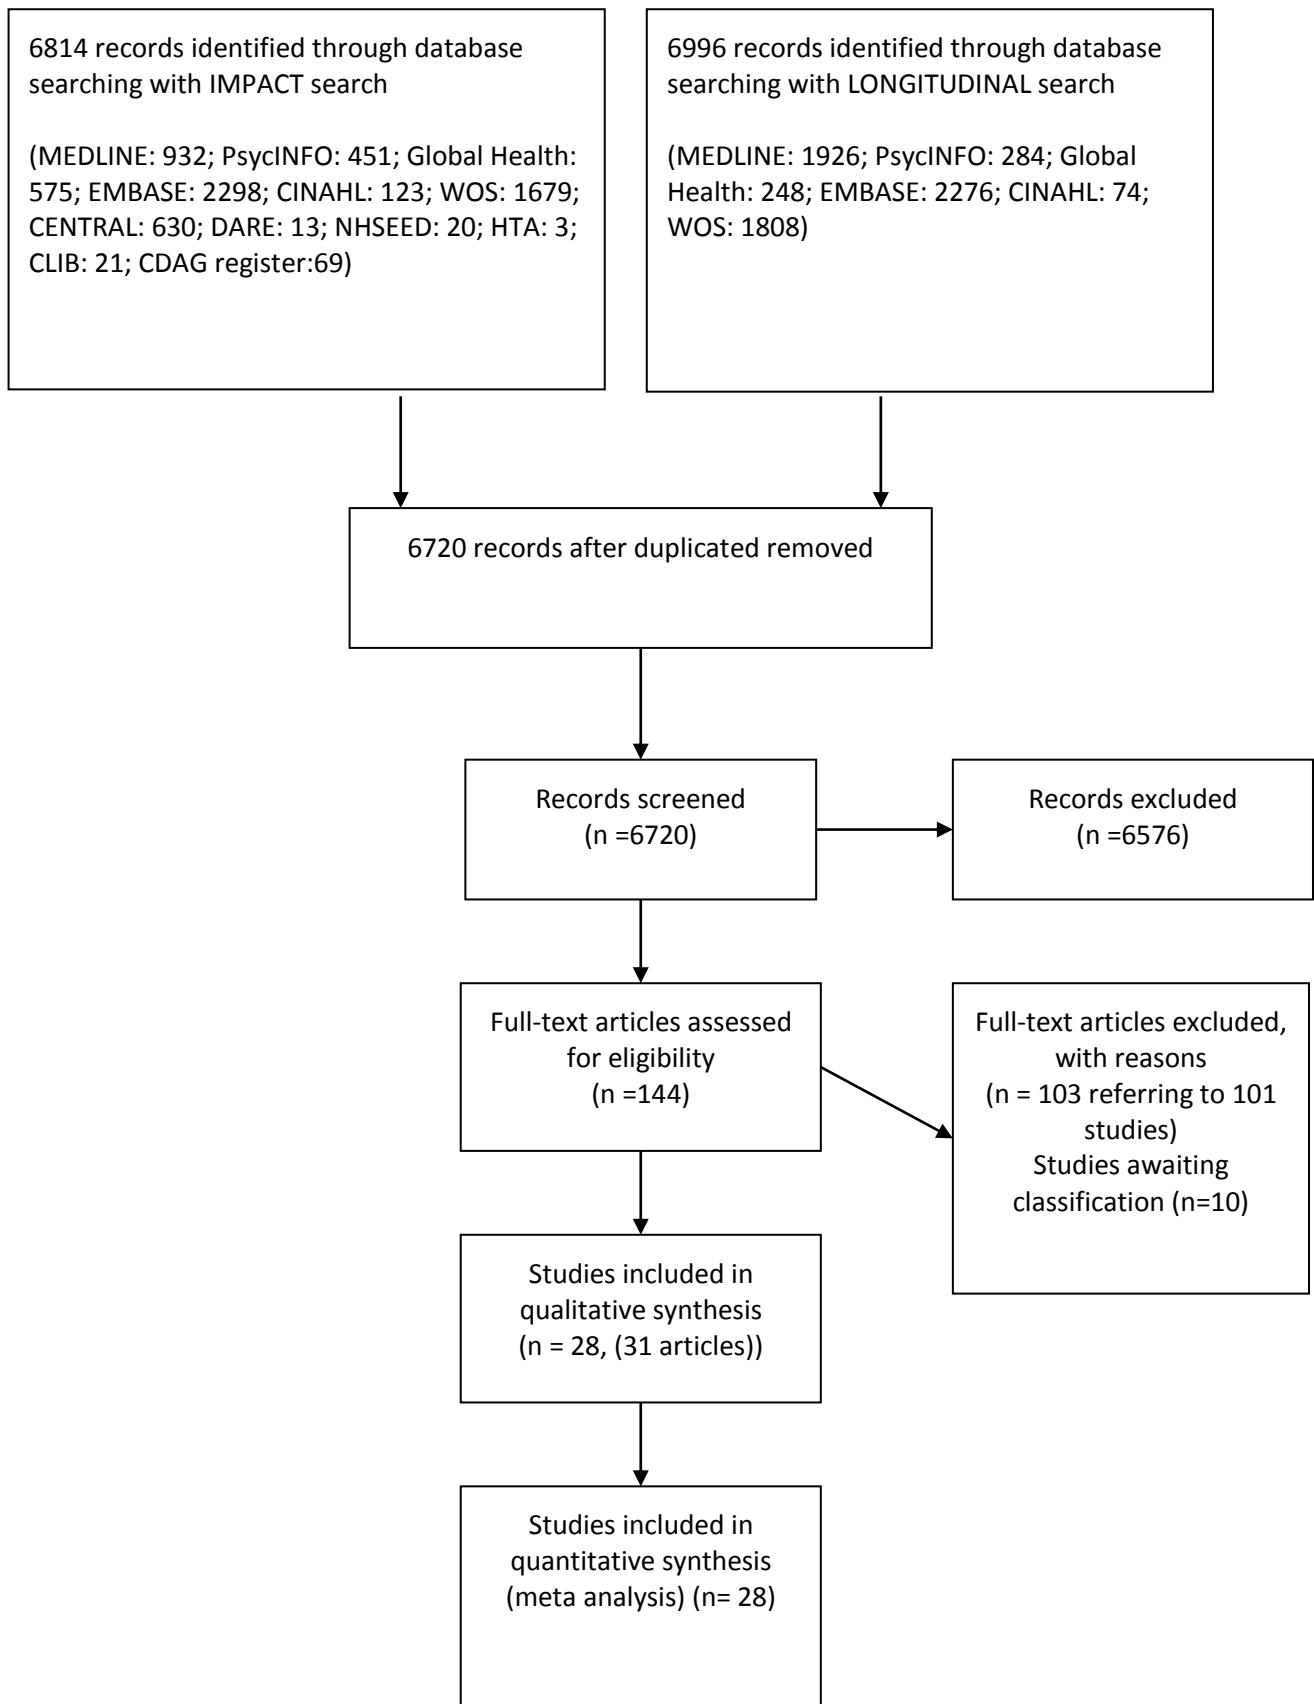 6814 records identified through database
searching with IMPACT search
(MEDLINE: 932; PsycINFO: 451; Global Health:
575; EMBASE: 2298; CINAHL: 123; WOS: 1679;
CENTRAL: 630; DARE: 13; NHSEED: 20; HTA: 3;
CLIB: 21; CDAG register:69)
6996 records identified through database
searching with LONGITUDINAL search
(MEDLINE: 1926; PsycINFO: 284; Global
Health: 248; EMBASE: 2276; CINAHL: 74;
WOS: 1808)
6720 records after duplicated removed
Records screened
(n =6720)
Records excluded
(n =6576)
Full-text articles assessed
for eligibility
(n =144)
Full-text articles excluded,
with reasons
(n = 103 referring to 101
studies)
Studies awaiting
classification (n=10)
Studies included in
qualitative synthesis
(n = 28, (31 articles))
Studies included in
quantitative synthesis
(meta analysis) (n= 28)